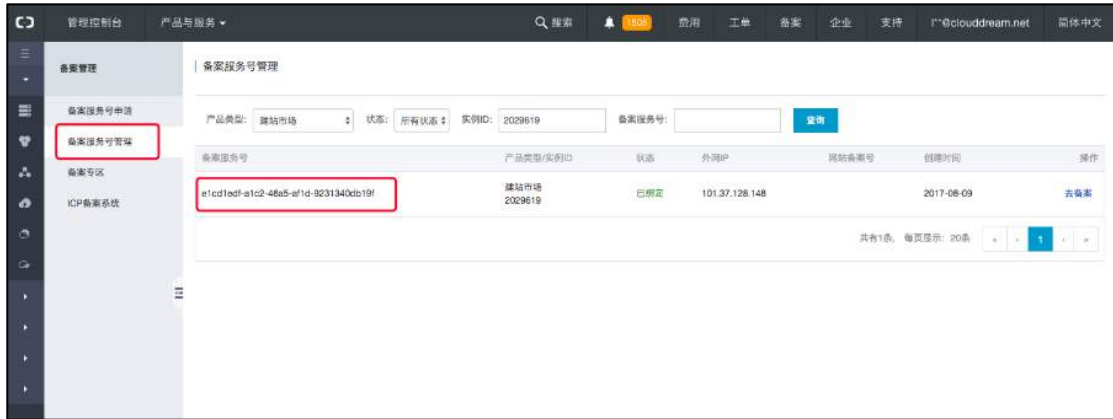 管理控制台 产品与服务 搜索 1505 费用 工单 备案 企业 支持 l**@clouddream.net 简体中文
备案管理
备案服务号管理
备案服务号申请
备案服务号管理
备案专区
ICP备案系统
产品类型: 建站市场 状态: 所有状态 实例ID: 2029619 备案服务号: 查询
备案服务号 产品类型/实例ID 状态 外网IP 网站备案号 创建时间 操作
e1cd1edf-a1c2-46a5-af1d-9231340db19f 建站市场 已绑定 101.37.128.148 2017-08-09 去备案
2029619
共有1条, 每页显示: 20条 « ‹ 1 › »